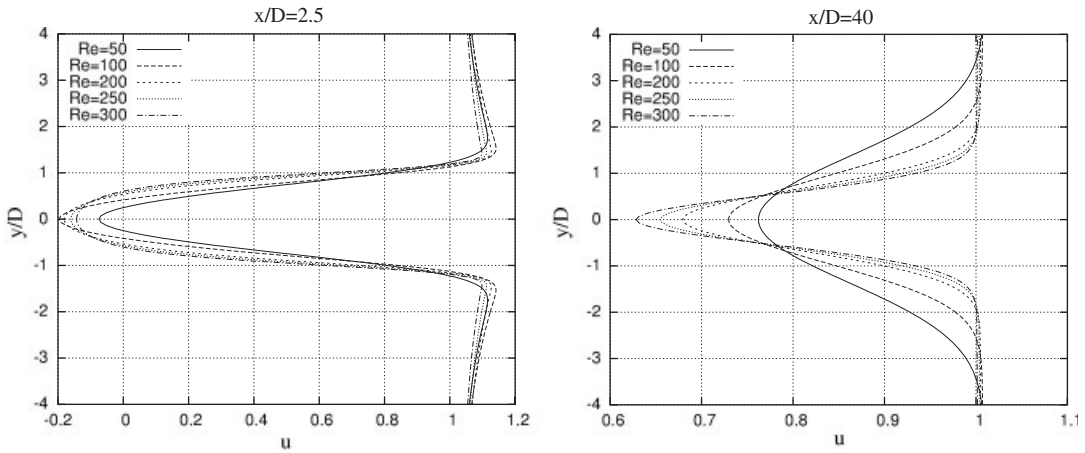 x/D=2.5
4
3
2
1
0
-1
-2
-3
-4
y/D
Re=50
Re=100
Re=200
Re=250
Re=300
-0.2
0
0.2
0.4
0.6
0.8
1
1.2
u
x/D=40
4
3
2
1
0
-1
-2
-3
-4
y/D
Re=50
Re=100
Re=200
Re=250
Re=300
0.6
0.7
0.8
0.9
1
1.1
u